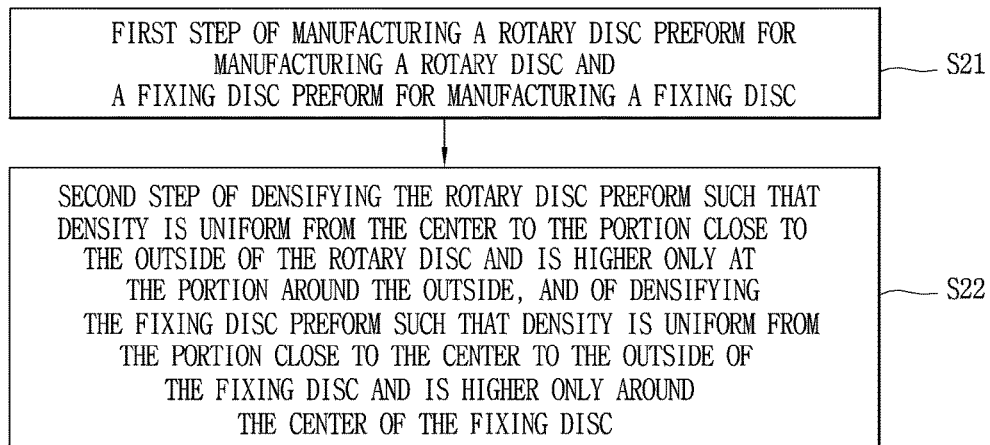 FIRST STEP OF MANUFACTURING A ROTARY DISC PREFORM FOR
MANUFACTURING A ROTARY DISC AND
A FIXING DISC PREFORM FOR MANUFACTURING A FIXING DISC
S21
SECOND STEP OF DENSIFYING THE ROTARY DISC PREFORM SUCH THAT
DENSITY IS UNIFORM FROM THE CENTER TO THE PORTION CLOSE TO
THE OUTSIDE OF THE ROTARY DISC AND IS HIGHER ONLY AT
THE PORTION AROUND THE OUTSIDE, AND OF DENSIFYING
THE FIXING DISC PREFORM SUCH THAT DENSITY IS UNIFORM FROM
THE PORTION CLOSE TO THE CENTER TO THE OUTSIDE OF
THE FIXING DISC AND IS HIGHER ONLY AROUND
THE CENTER OF THE FIXING DISC
S22